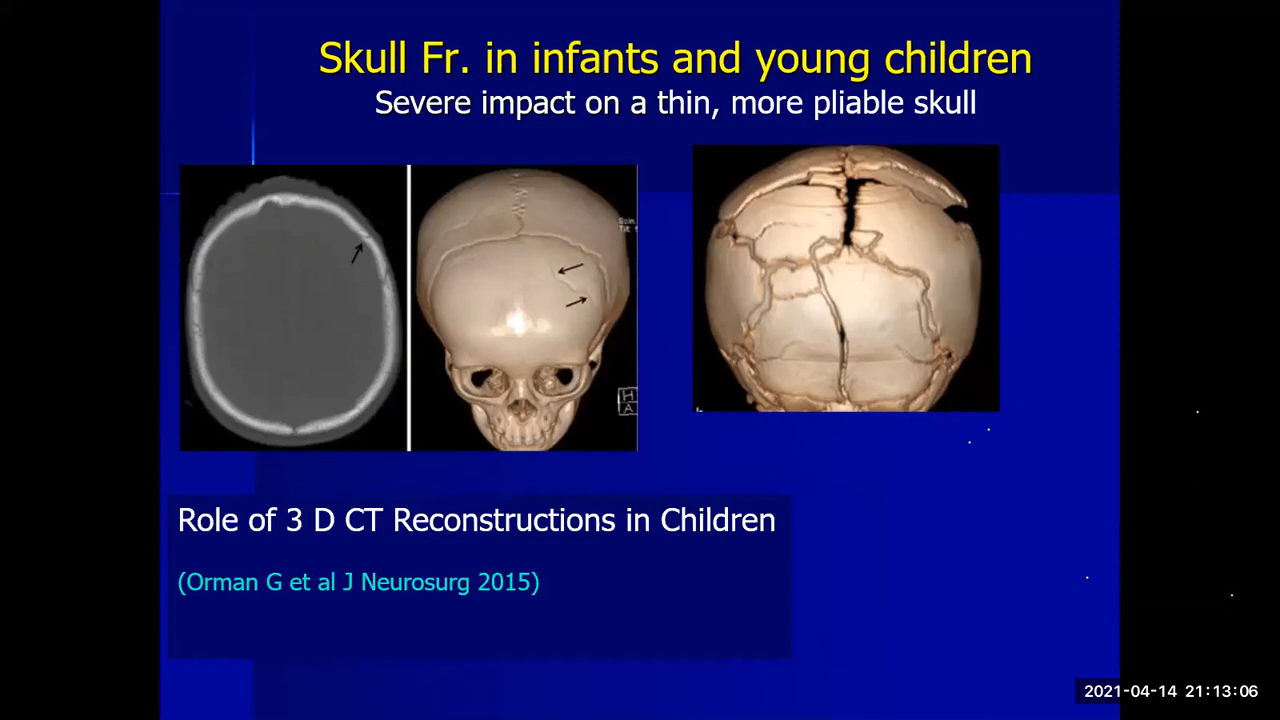 Skull Fr. in infants and young children
Severe impact on a thin, more pliable skull
H
A
Role of 3 D CT Reconstructions in Children
(Orman G et al J Neurosurg 2015)
2021-04-14 21:13:06